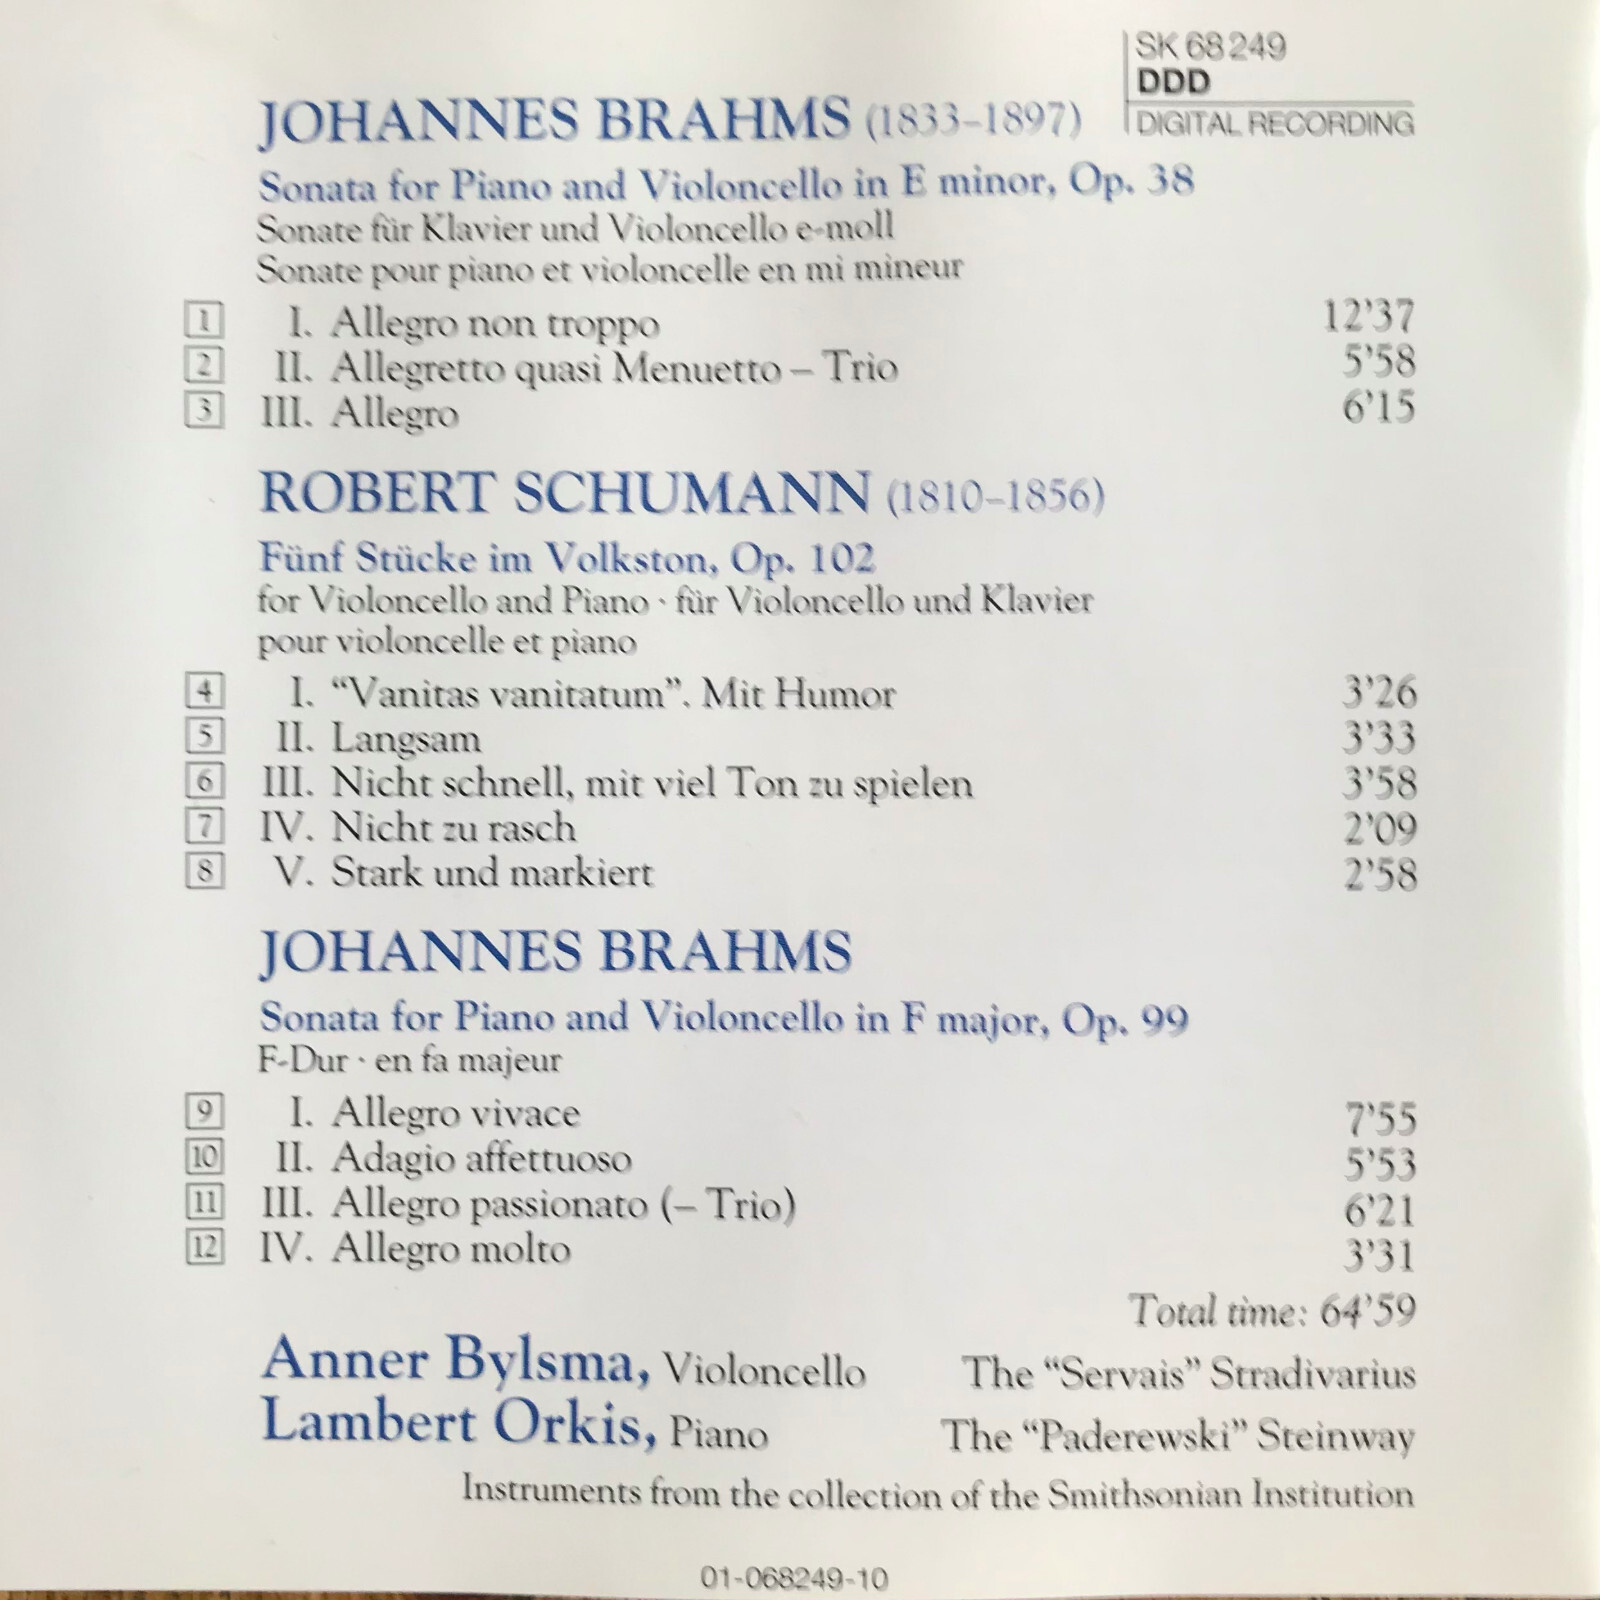 SK 68 249
DDD
DIGITAL RECORDING
JOHANNES BRAHMS (1833–1897)
Sonata for Piano and Violoncello in E minor, Op. 38
Sonate für Klavier und Violoncello e-moll
Sonate pour piano et violoncelle en mi mineur
1 I. Allegro non troppo 12'37
2 II. Allegretto quasi Menuetto – Trio 5'58
3 III. Allegro 6'15
ROBERT SCHUMANN (1810–1856)
Fünf Stücke im Volkston, Op. 102
for Violoncello and Piano · für Violoncello und Klavier
pour violoncelle et piano
4 I. “Vanitas vanitatum”. Mit Humor 3'26
5 II. Langsam 3'33
6 III. Nicht schnell, mit viel Ton zu spielen 3'58
7 IV. Nicht zu rasch 2'09
8 V. Stark und markiert 2'58
JOHANNES BRAHMS
Sonata for Piano and Violoncello in F major, Op. 99
F-Dur · en fa majeur
9 I. Allegro vivace 7'55
10 II. Adagio affettuoso 5'53
11 III. Allegro passionato (– Trio) 6'21
12 IV. Allegro molto 3'31
Total time: 64'59
Anner Bylsma, Violoncello The “Servais” Stradivarius
Lambert Orkis, Piano The “Paderewski” Steinway
Instruments from the collection of the Smithsonian Institution
01-068249-10